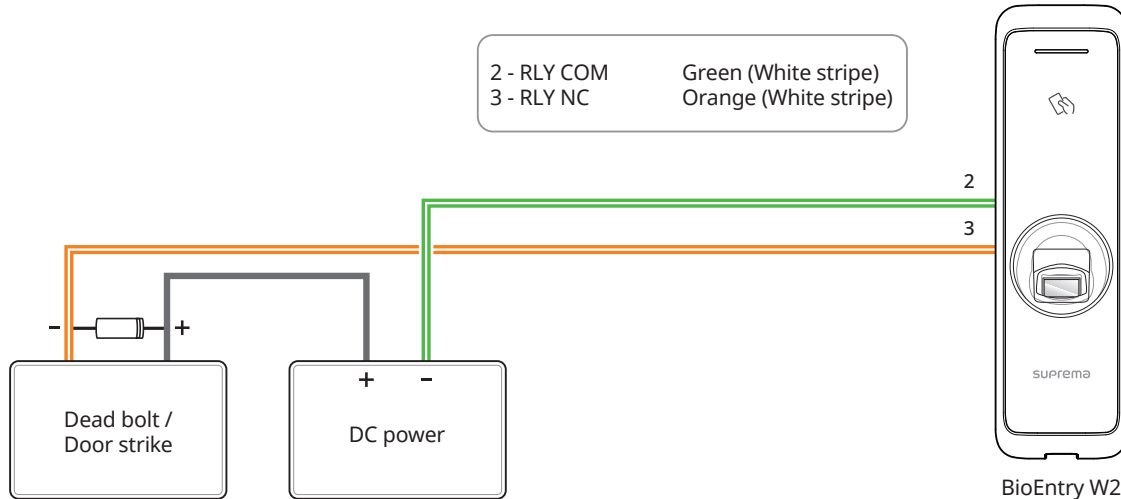 2 - RLY COM Green (White stripe)
3 - RLY NC Orange (White stripe)
2
3
- +
+ -
Dead bolt /
Door strike
DC power
suprema
BioEntry W2